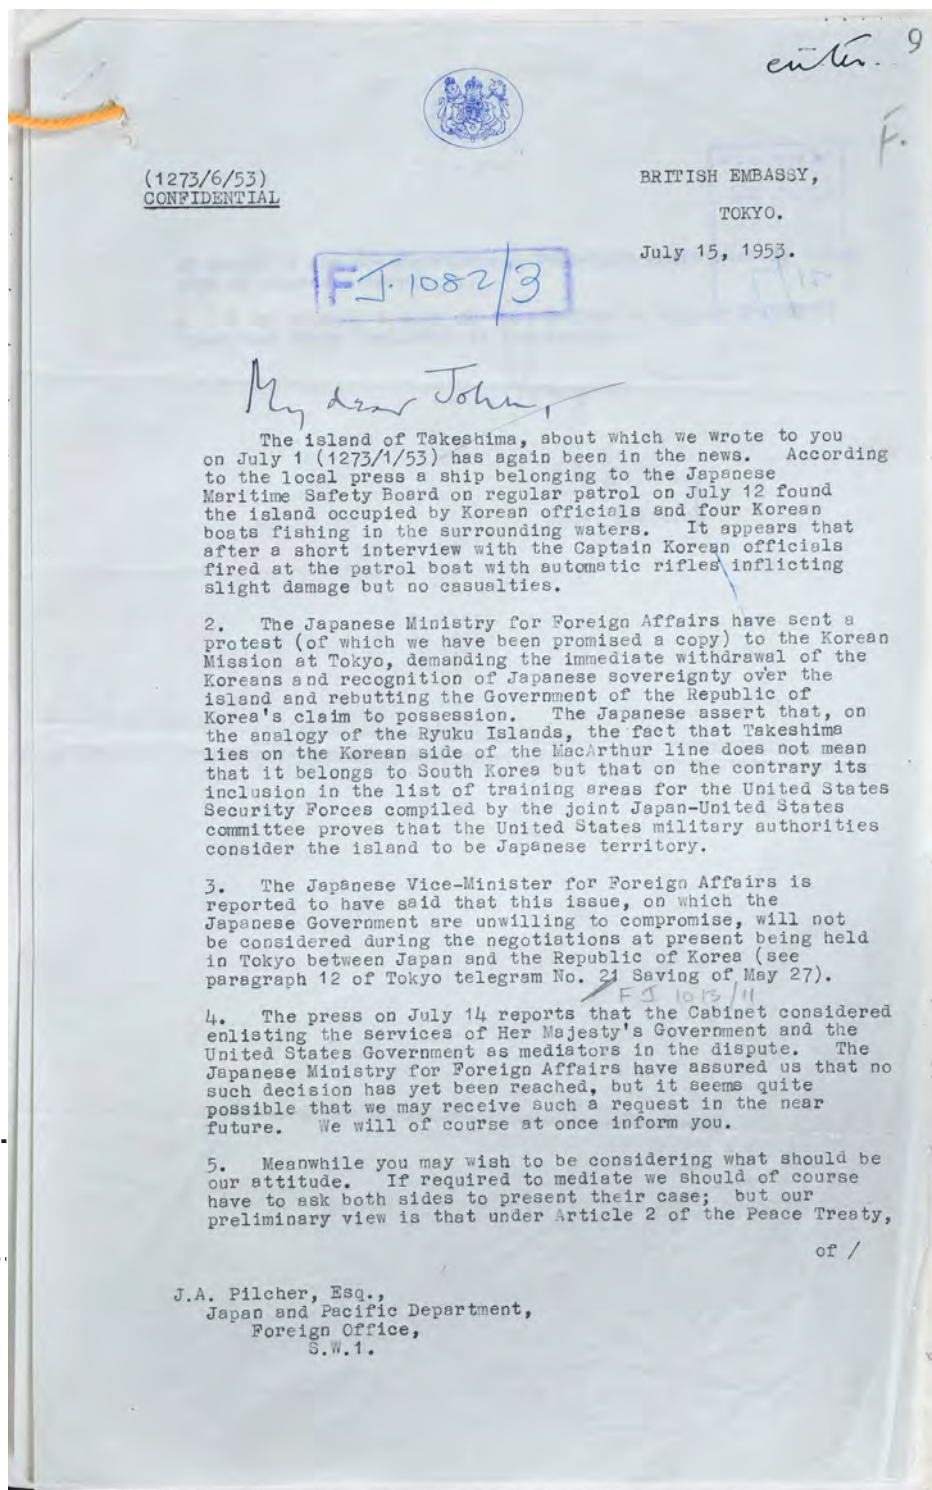 enter.
9
F.
(1273/6/53)
CONFIDENTIAL
BRITISH EMBASSY,
TOKYO.
July 15, 1953.
FJ.1082/3
My dear John,
The island of Takeshima, about which we wrote to you
on July 1 (1273/1/53) has again been in the news. According
to the local press a ship belonging to the Japanese
Maritime Safety Board on regular patrol on July 12 found
the island occupied by Korean officials and four Korean
boats fishing in the surrounding waters. It appears that
after a short interview with the Captain Korean officials
fired at the patrol boat with automatic rifles inflicting
slight damage but no casualties.
2. The Japanese Ministry for Foreign Affairs have sent a
protest (of which we have been promised a copy) to the Korean
Mission at Tokyo, demanding the immediate withdrawal of the
Koreans and recognition of Japanese sovereignty over the
island and rebutting the Government of the Republic of
Korea's claim to possession. The Japanese assert that, on
the analogy of the Ryuku Islands, the fact that Takeshima
lies on the Korean side of the MacArthur line does not mean
that it belongs to South Korea but that on the contrary its
inclusion in the list of training areas for the United States
Security Forces compiled by the joint Japan-United States
committee proves that the United States military authorities
consider the island to be Japanese territory.
3. The Japanese Vice-Minister for Foreign Affairs is
reported to have said that this issue, on which the
Japanese Government are unwilling to compromise, will not
be considered during the negotiations at present being held
in Tokyo between Japan and the Republic of Korea (see
paragraph 12 of Tokyo telegram No. 21 Saving of May 27).
FJ 1013/11
4. The press on July 14 reports that the Cabinet considered
enlisting the services of Her Majesty's Government and the
United States Government as mediators in the dispute. The
Japanese Ministry for Foreign Affairs have assured us that no
such decision has yet been reached, but it seems quite
possible that we may receive such a request in the near
future. We will of course at once inform you.
5. Meanwhile you may wish to be considering what should be
our attitude. If required to mediate we should of course
have to ask both sides to present their case; but our
preliminary view is that under Article 2 of the Peace Treaty,
of /
J.A. Pilcher, Esq.,
Japan and Pacific Department,
Foreign Office,
S.W.1.